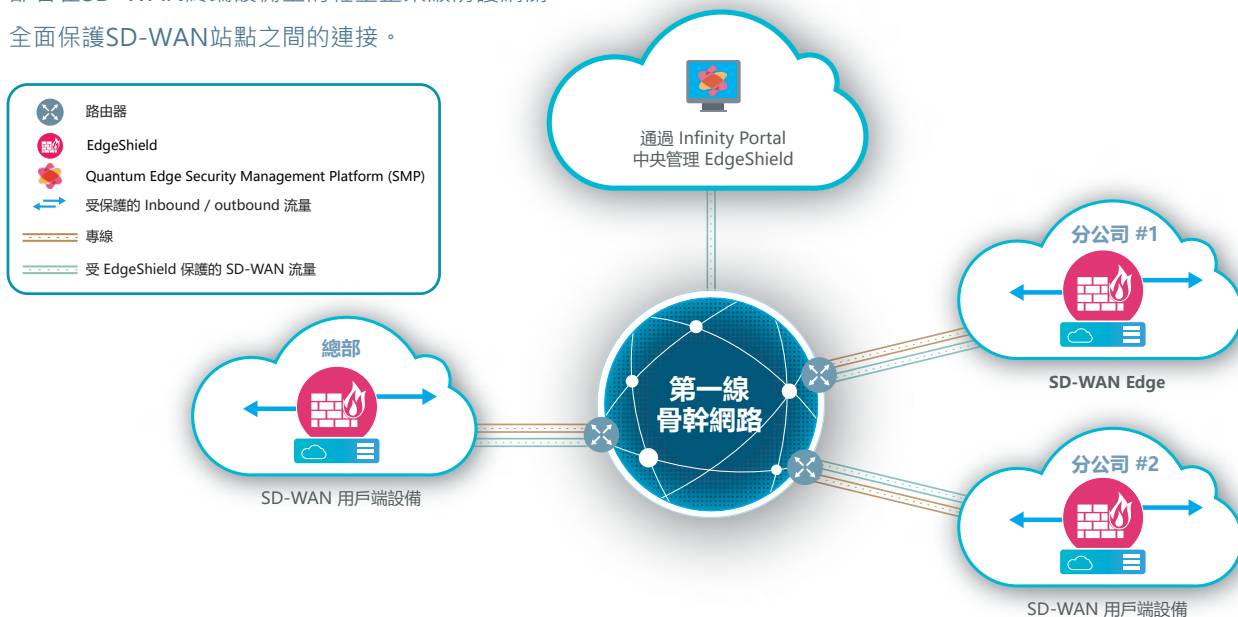 全面保護SD-WAN站點之間的連接。
路由器
EdgeShield
Quantum Edge Security Management Platform (SMP)
受保護的 Inbound / outbound 流量
專線
受 EdgeShield 保護的 SD-WAN 流量
通過 Infinity Portal
中央管理 EdgeShield
分公司 #1
SD-WAN Edge
總部
SD-WAN 用戶端設備
第一線
骨幹網路
分公司 #2
SD-WAN 用戶端設備